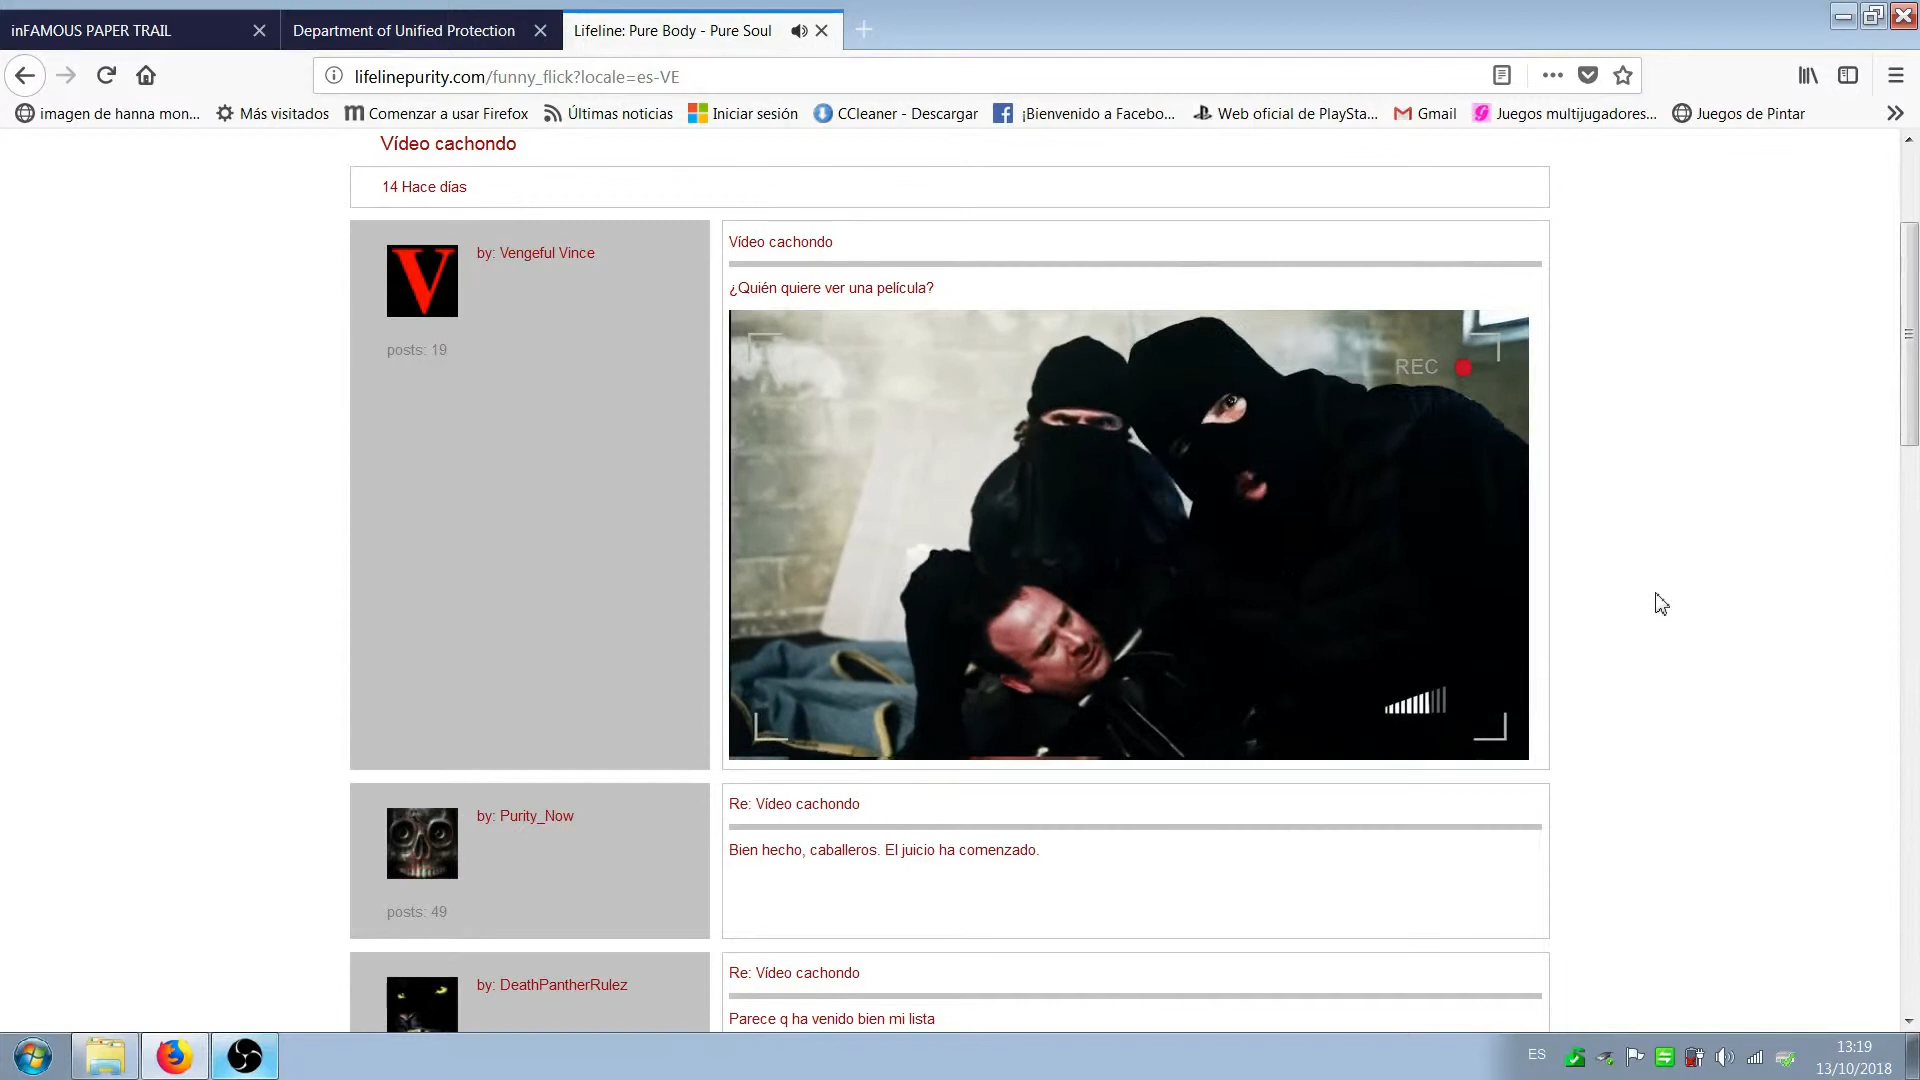 inFAMOUS PAPER TRAIL
Department of Unified Protection
Lifeline: Pure Body - Pure Soul
lifelinepurity.com/funny_flick?locale=es-VE
imagen de hanna mon...
Más visitados
Comenzar a usar Firefox
Últimas noticias
Iniciar sesión
CCleaner - Descargar
¡Bienvenido a Facebo...
Web oficial de PlaySta...
Gmail
Juegos multijugadores...
Juegos de Pintar
Vídeo cachondo
14 Hace días
V
by: Vengeful Vince
posts: 19
Vídeo cachondo
¿Quién quiere ver una película?
REC
by: Purity_Now
posts: 49
Re: Vídeo cachondo
Bien hecho, caballeros. El juicio ha comenzado.
by: DeathPantherRulez
Re: Vídeo cachondo
Parece q ha venido bien mi lista
ES
13:19
13/10/2018